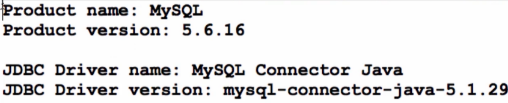 Product name: MySQL
Product version: 5.6.16
JDBC Driver name: MySQL Connector Java
JDBC Driver version: mysql-connector-java-5.1.29